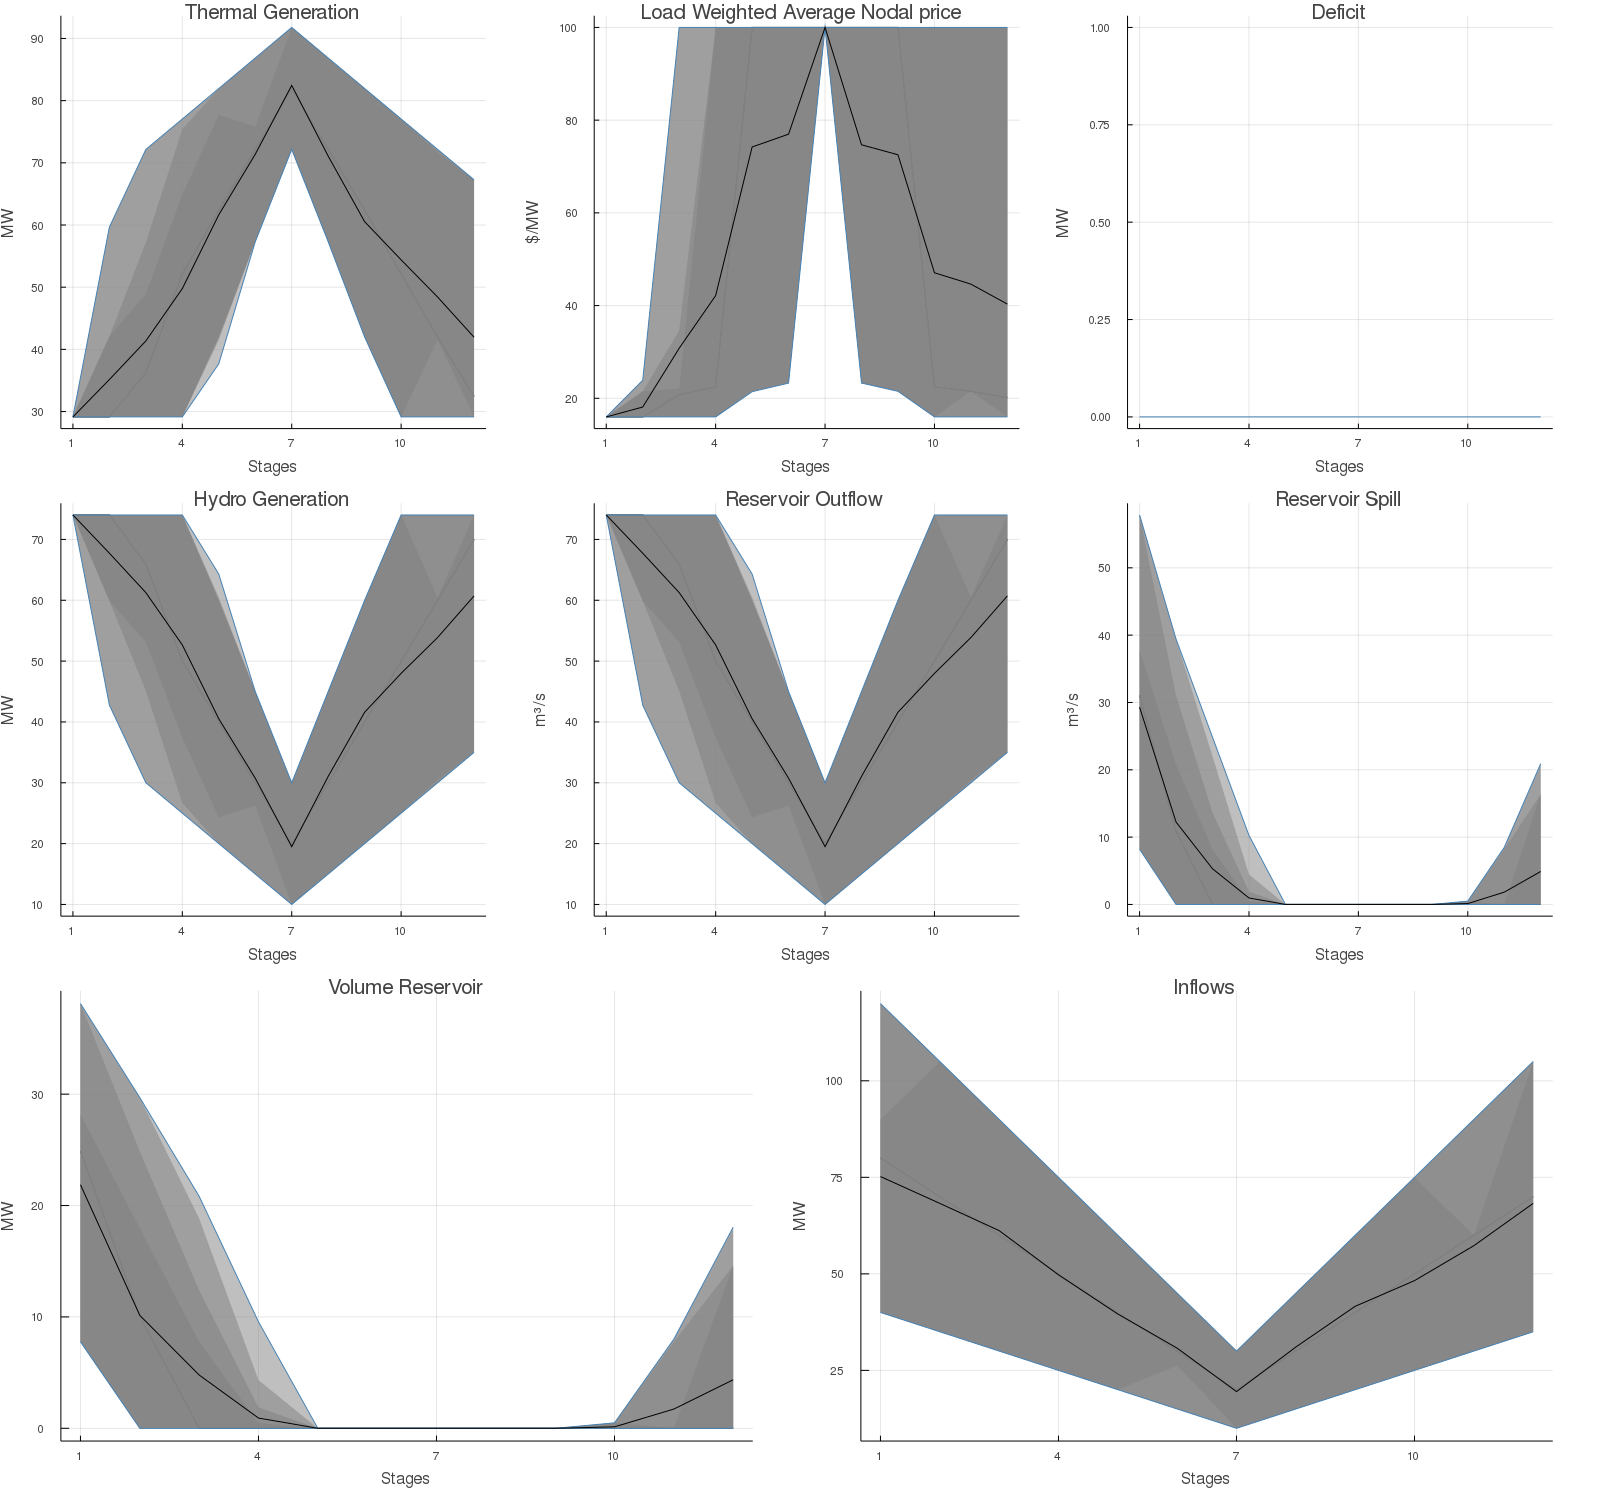 Thermal Generation
90
80
70
60
50
40
30
MW
1 4 7 10
Stages
Load Weighted Average Nodal price
100
80
60
40
20
$/MW
1 4 7 10
Stages
Deficit
1.00
0.75
0.50
0.25
0.00
MW
1 4 7 10
Stages
Hydro Generation
70
60
50
40
30
20
10
MW
1 4 7 10
Stages
Reservoir Outflow
70
60
50
40
30
20
10
m³/s
1 4 7 10
Stages
Reservoir Spill
50
40
30
20
10
0
m³/s
1 4 7 10
Stages
Volume Reservoir
30
20
10
0
MW
1 4 7 10
Stages
Inflows
100
75
50
25
MW
1 4 7 10
Stages